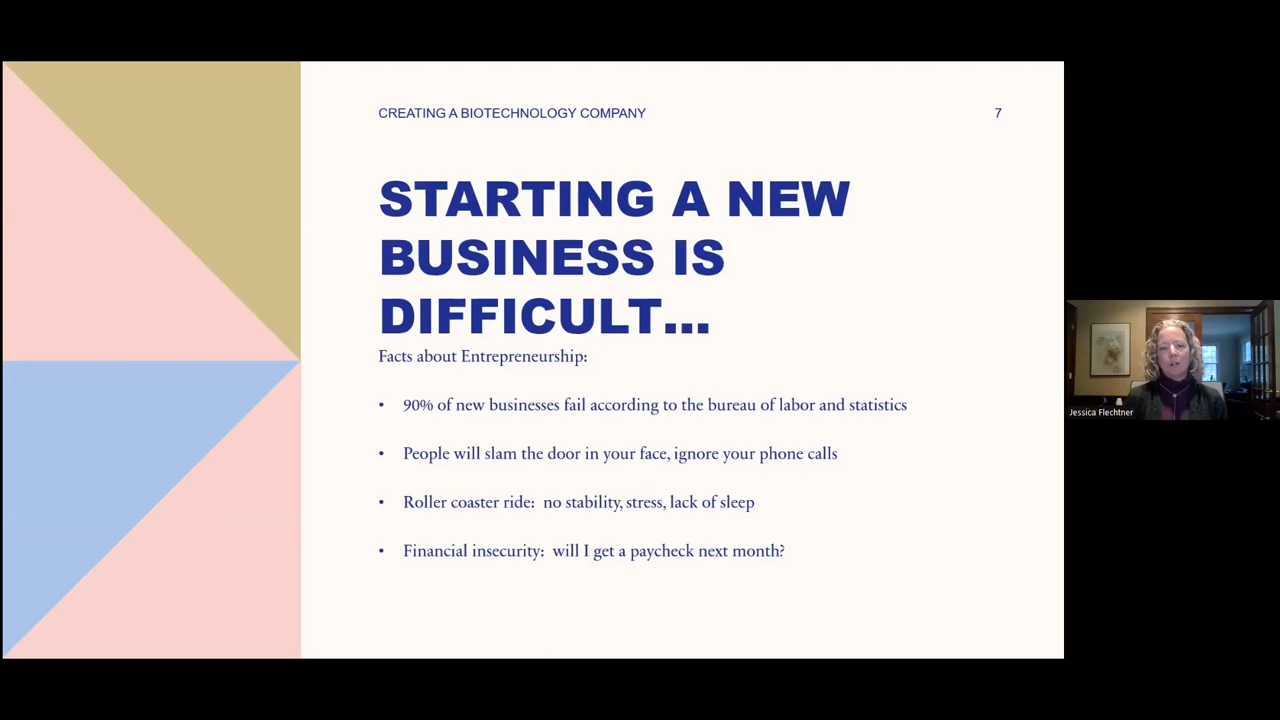 CREATING A BIOTECHNOLOGY COMPANY
7
STARTING A NEW
BUSINESS IS
DIFFICULT...
Facts about Entrepreneurship:
• 90% of new businesses fail according to the bureau of labor and statistics
• People will slam the door in your face, ignore your phone calls
• Roller coaster ride:  no stability, stress, lack of sleep
• Financial insecurity:  will I get a paycheck next month?
Jessica Flechtner